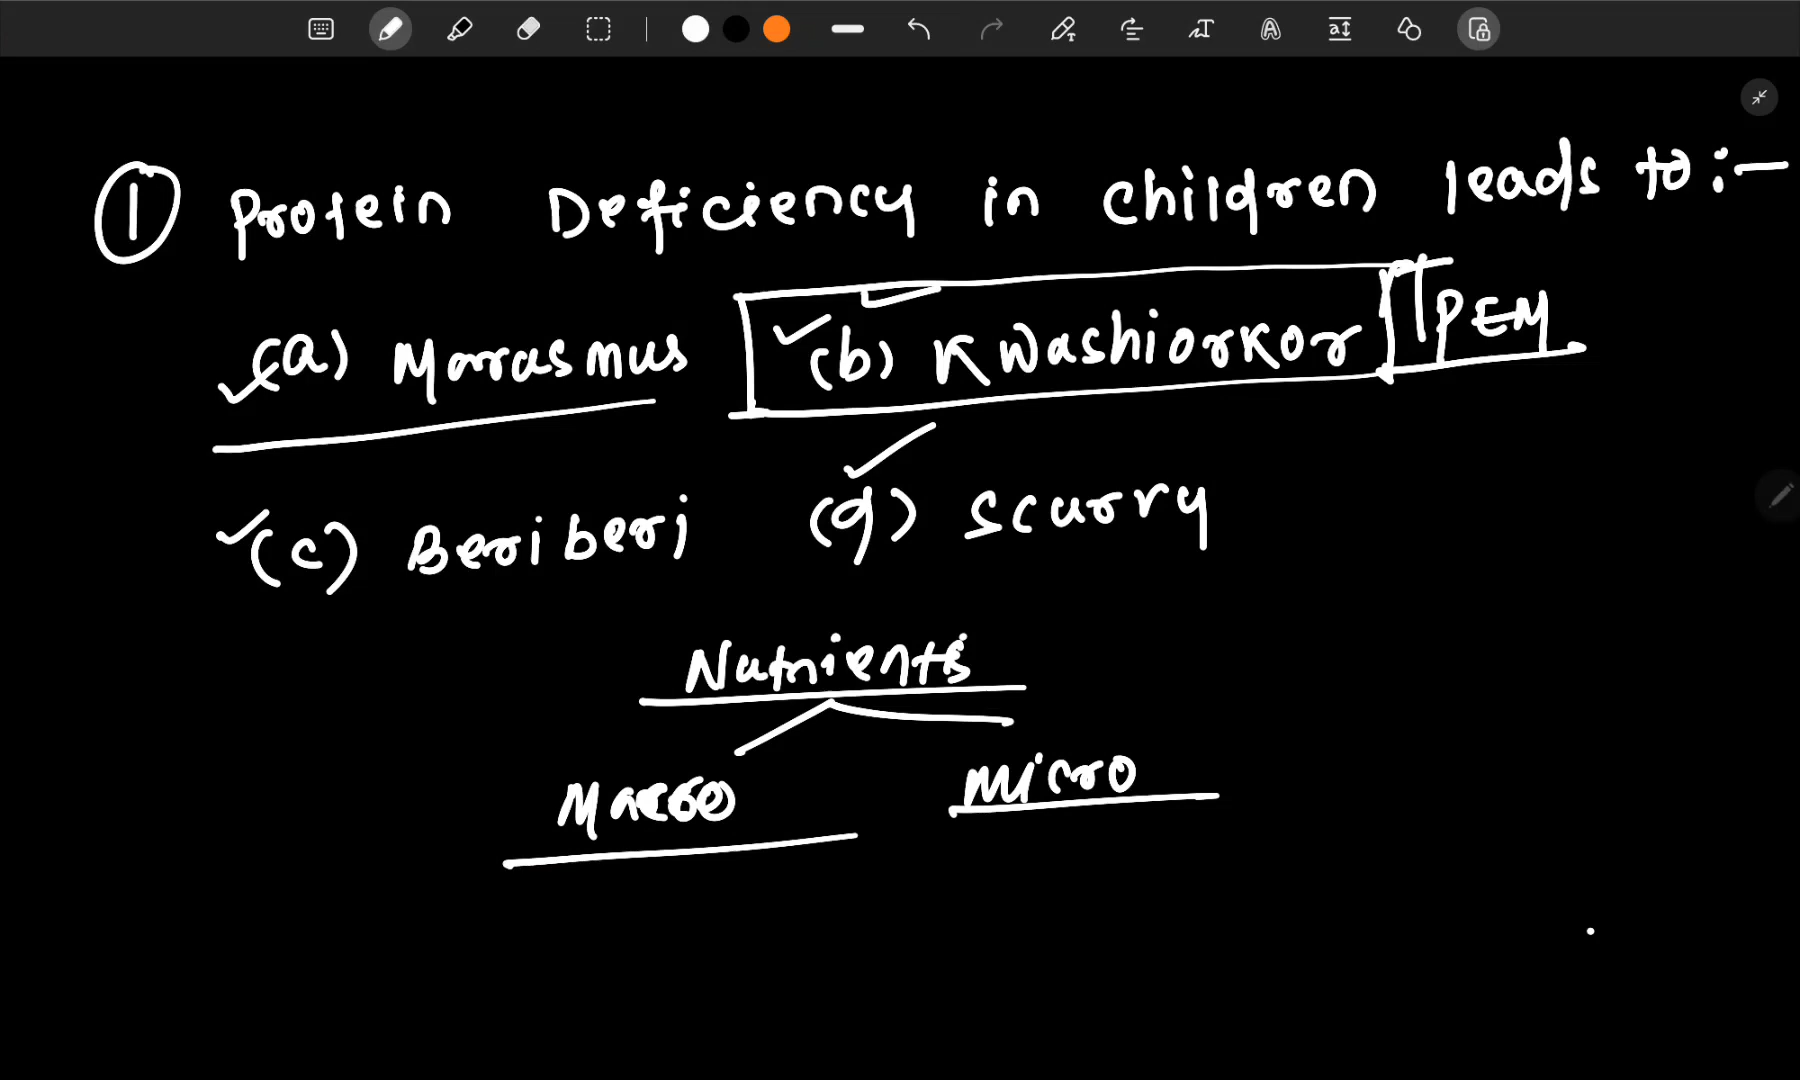 ① Protein Deficiency in children leads to:-
(a) Marasmus (b) Kwashiorkor PEM
(c) Beriberi (d) Scurvy
Nutrients
Macro Micro